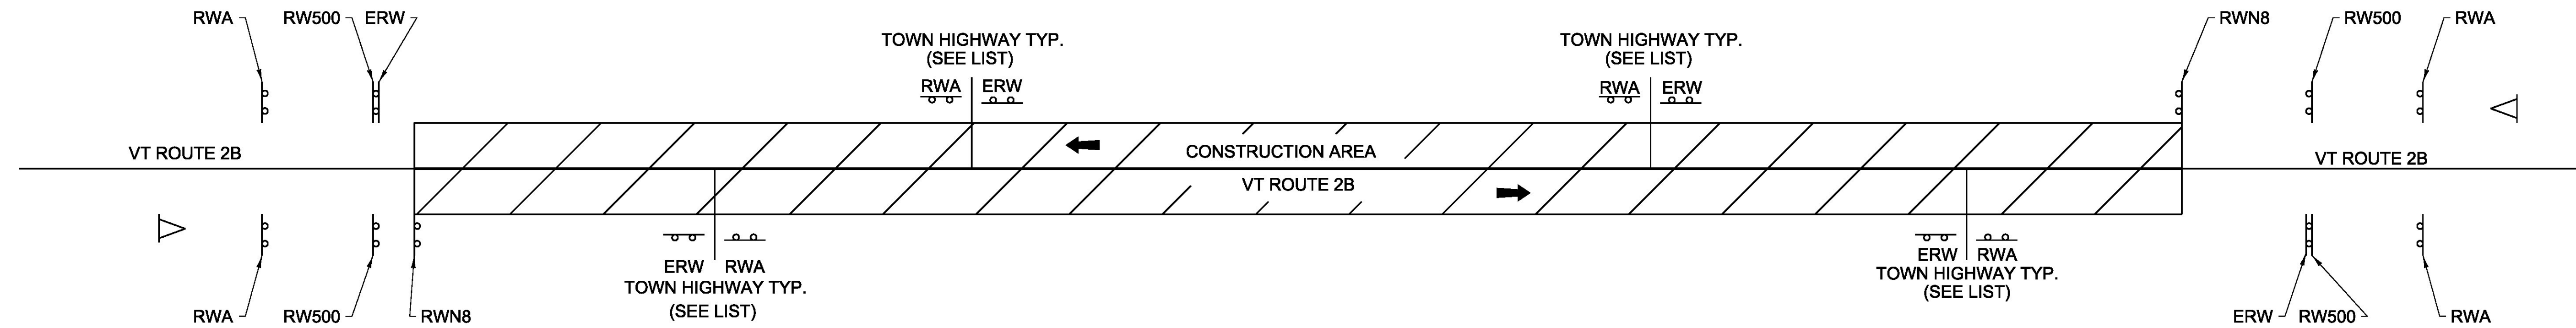 RWA
RW500
ERW
TOWN HIGHWAY TYP.
(SEE LIST)
RWA
ERW
TOWN HIGHWAY TYP.
(SEE LIST)
RWA
ERW
RWN8
RW500
RWA
VT ROUTE 2B
CONSTRUCTION AREA
VT ROUTE 2B
VT ROUTE 2B
ERW
RWA
TOWN HIGHWAY TYP.
(SEE LIST)
ERW
RWA
TOWN HIGHWAY TYP.
(SEE LIST)
RWA
RW500
RWN8
ERW
RW500
RWA